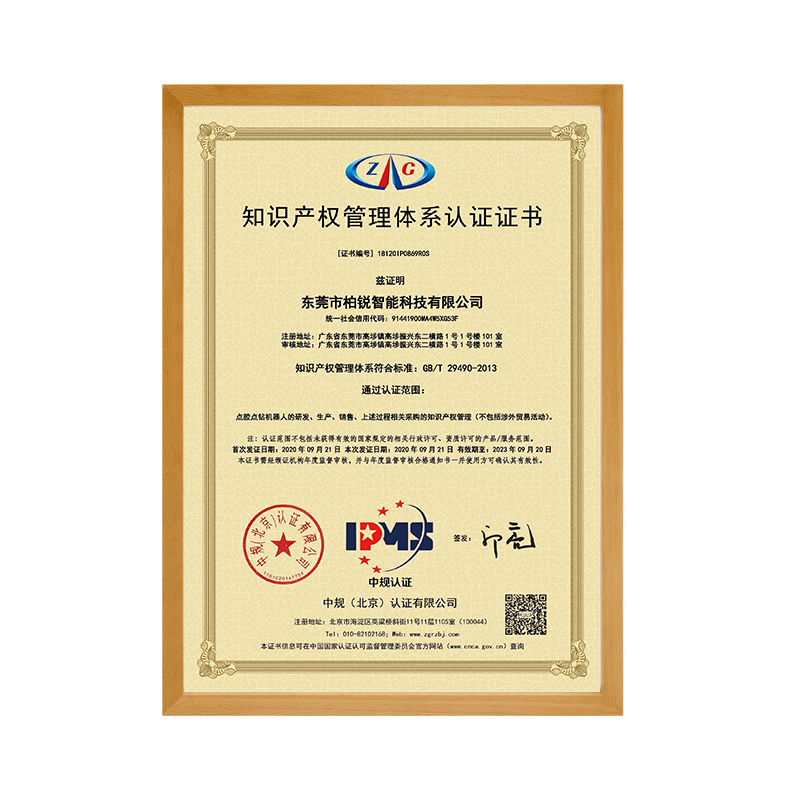 ZG
知识产权管理体系认证证书
[证书编号] 18120IP0869R0S
兹证明
东莞市柏锐智能科技有限公司
统一社会信用代码：91441900MA4W5XG53F
注册地址：广东省东莞市高埗镇高埗振兴东二横路1号1号楼101室
审核地址：广东省东莞市高埗镇高埗振兴东二横路1号1号楼101室
知识产权管理体系符合标准：GB/T 29490-2013
通过认证范围：
点胶点钻机器人的研发、生产、销售、上述过程相关采购的知识产权管理（不包括涉外贸易活动）。
注：认证范围不包括未获得有效的国家规定的相关行政许可、资质许可的产品/服务范围。
首次发证日期：2020年09月21日 本次发证日期：2020年09月21日 有效期至：2023年09月20日
本证书需经颁证机构年度监督审核，并与年度监督审核合格通知书一并使用方可确认其有效性。
中规(北京)认证有限公司
1101020147704
IPMS
中规认证
签发：
中规（北京）认证有限公司
注册地址：北京市海淀区高梁桥斜街11号11层1105室（100044）
Tel：010-82102168；Web：www.zgrzbj.com
本证书信息可在中国国家认证认可监督管理委员会官方网站（www.cnca.gov.cn）查询